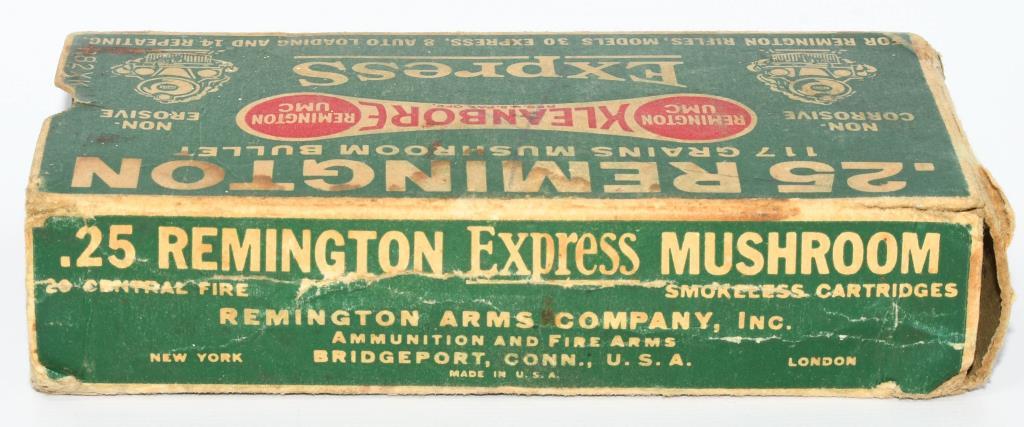 FOR REMINGTON RIFLES, MODELS 30 EXPRESS, 8 AUTO LOADING AND 14 REPEATING
Express
NON-
EROSIVE
REMINGTON
UMC
KLEANBORE
REMINGTON
UMC
NON-
CORROSIVE
117 GRAINS MUSHROOM BULLET
.25 REMINGTON
.25 REMINGTON Express MUSHROOM
20 CENTRAL FIRE
SMOKELESS CARTRIDGES
REMINGTON ARMS COMPANY, INC.
AMMUNITION AND FIRE ARMS
NEW YORK
BRIDGEPORT, CONN., U.S.A.
LONDON
MADE IN U.S.A.